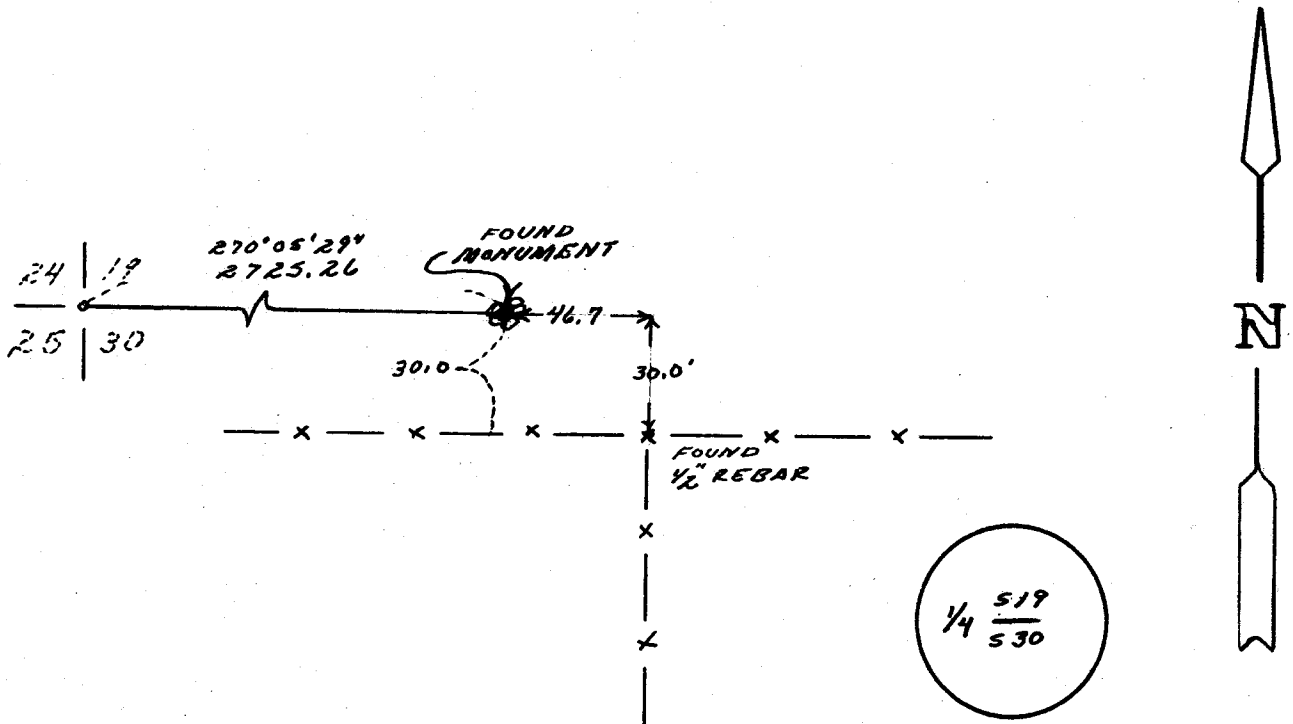 24 | 19
25 | 30
270°05'29"
2725.26
FOUND
MONUMENT
46.7
30.0
30.0'
FOUND
1/2" REBAR
N
1/4 S19
S30